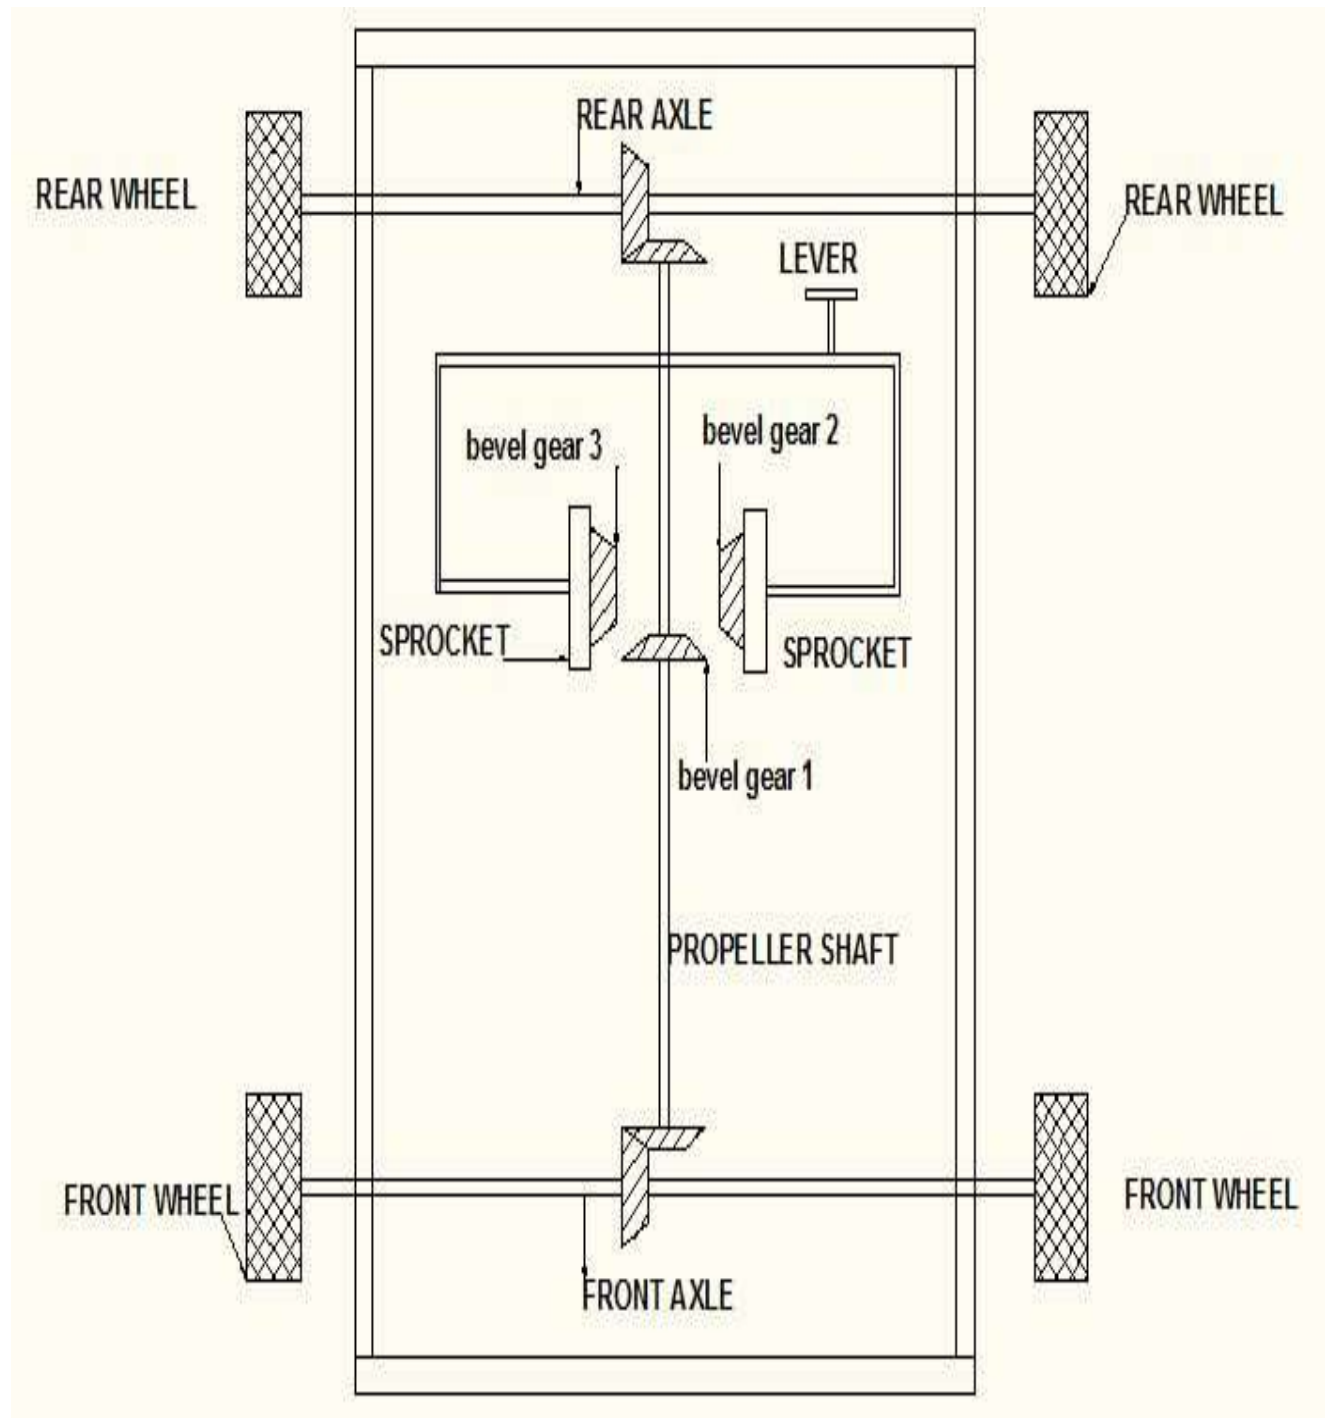 REAR AXLE
REAR WHEEL
REAR WHEEL
LEVER
bevel gear 2
bevel gear 3
SPROCKET
SPROCKET
bevel gear 1
PROPELLER SHAFT
FRONT WHEEL
FRONT WHEEL
FRONT AXLE